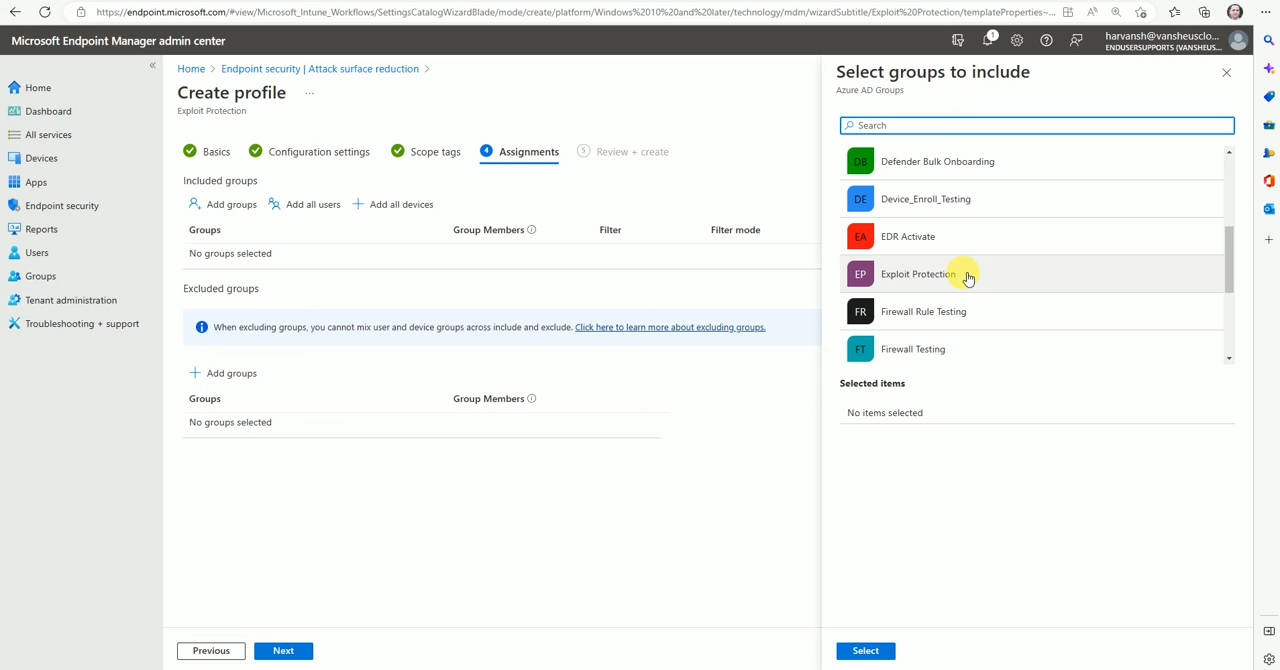 https://endpoint.microsoft.com/#view/Microsoft_Intune_Workflows/SettingsCatalogWizardBlade/mode/create/platform/Windows%2010%20and%20later/technology/mdm/wizardSubtitle/Exploit%20Protection/templateProperties~...
Microsoft Endpoint Manager admin center
1
harvansh@vansheusclo...
ENDUSERSUPPORTS (VANSHEUS...
Home
Dashboard
All services
Devices
Apps
Endpoint security
Reports
Users
Groups
Tenant administration
Troubleshooting + support
Home > Endpoint security | Attack surface reduction >
Create profile ...
Exploit Protection
Basics
Configuration settings
Scope tags
4 Assignments
5 Review + create
Included groups
Add groups
Add all users
Add all devices
Groups
Group Members
Filter
Filter mode
No groups selected
Excluded groups
When excluding groups, you cannot mix user and device groups across include and exclude. Click here to learn more about excluding groups.
Add groups
Groups
Group Members
No groups selected
Previous
Next
Select groups to include
Azure AD Groups
Search
DB Defender Bulk Onboarding
DE Device_Enroll_Testing
EA EDR Activate
EP Exploit Protection
FR Firewall Rule Testing
FT Firewall Testing
Selected items
No items selected
Select